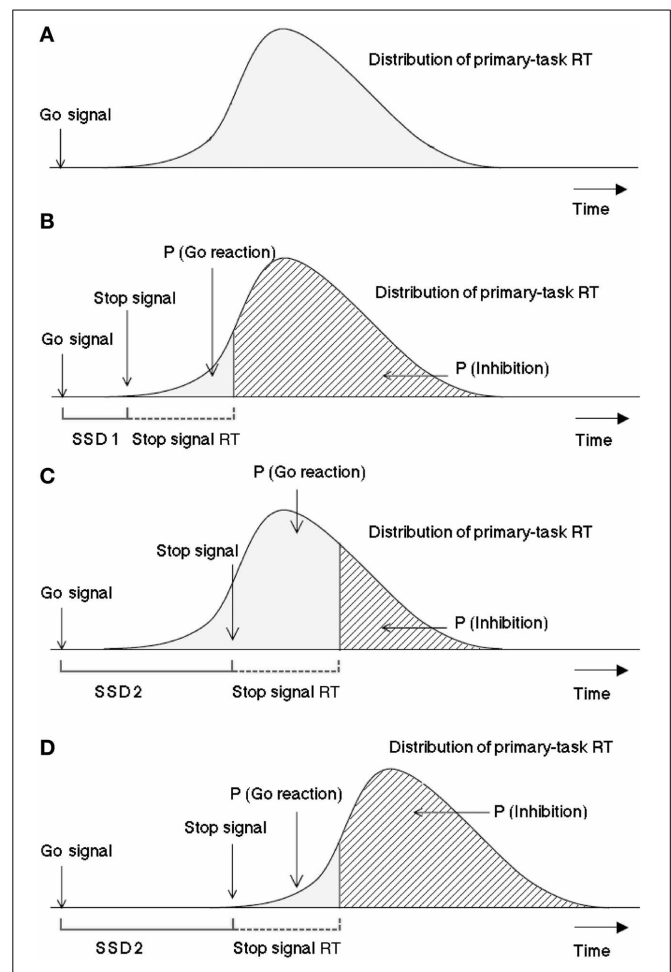 A
Distribution of primary-task RT
Go signal
Time
B
P (Go reaction)
Stop signal
Distribution of primary-task RT
Go signal
P (Inhibition)
SSD 1 Stop signal RT
Time
C
P (Go reaction)
Distribution of primary-task RT
Stop signal
Go signal
P (Inhibition)
SSD2 Stop signal RT
Time
D
Distribution of primary-task RT
P (Go reaction)
P (Inhibition)
Stop signal
Go signal
SSD2 Stop signal RT
Time